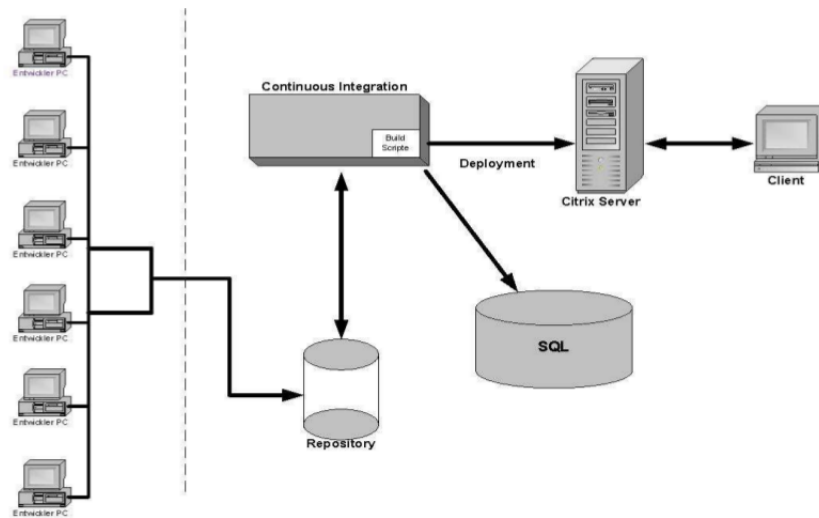 Entwickler PC
Entwickler PC
Entwickler PC
Entwickler PC
Entwickler PC
Entwickler PC
Continuous Integration
Build
Scripte
Deployment
Citrix Server
Client
SQL
Repository